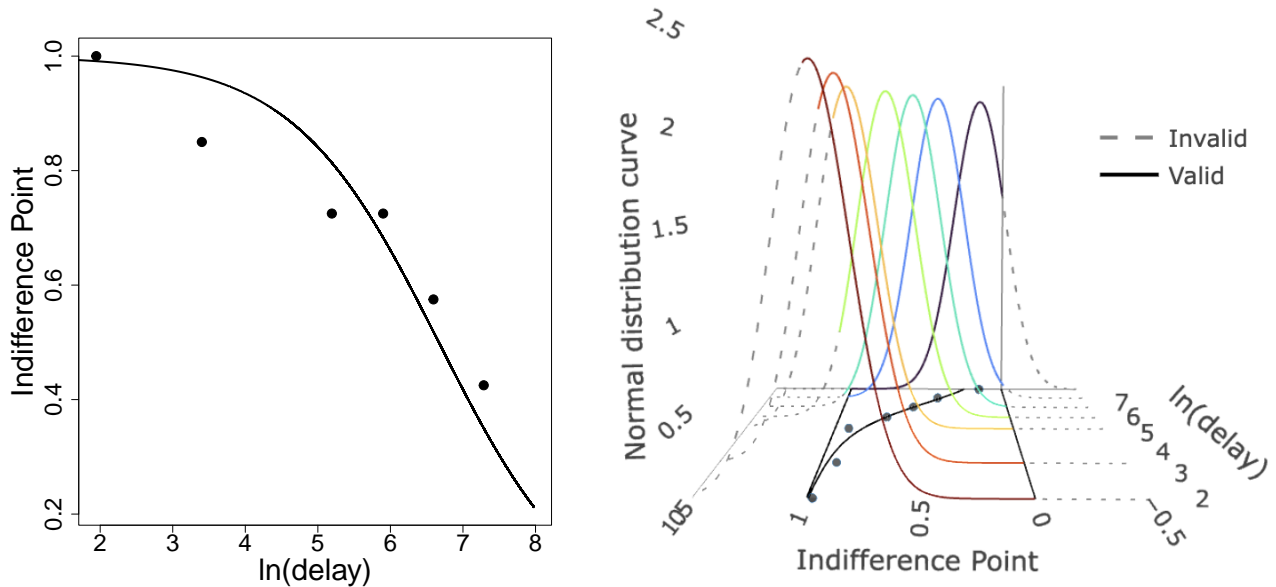 1.0
0.8
0.6
0.4
0.2
Indifference Point
2 3 4 5 6 7 8
ln(delay)
2.5
2
1.5
1
0.5
Normal distribution curve
Invalid
Valid
7
6
5
4
3
2
ln(delay)
105
1
0.5
0
−0.5
Indifference Point